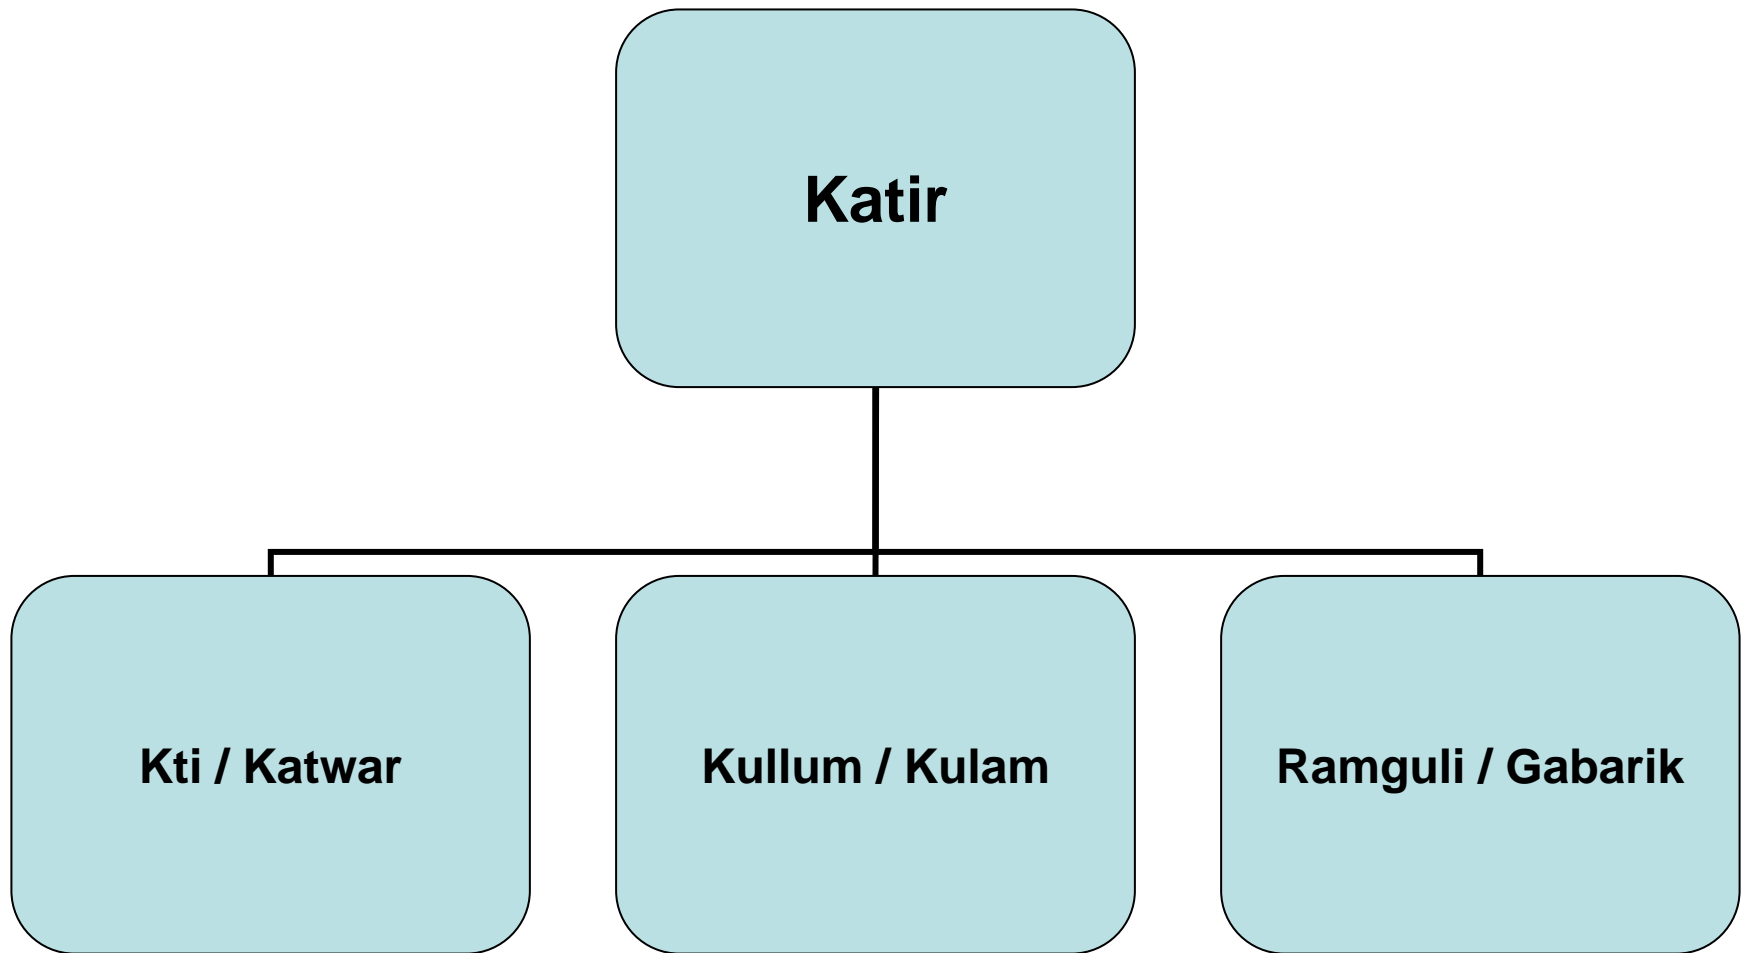 Katir
Kti / Katwar
Kullum / Kulam
Ramguli / Gabarik